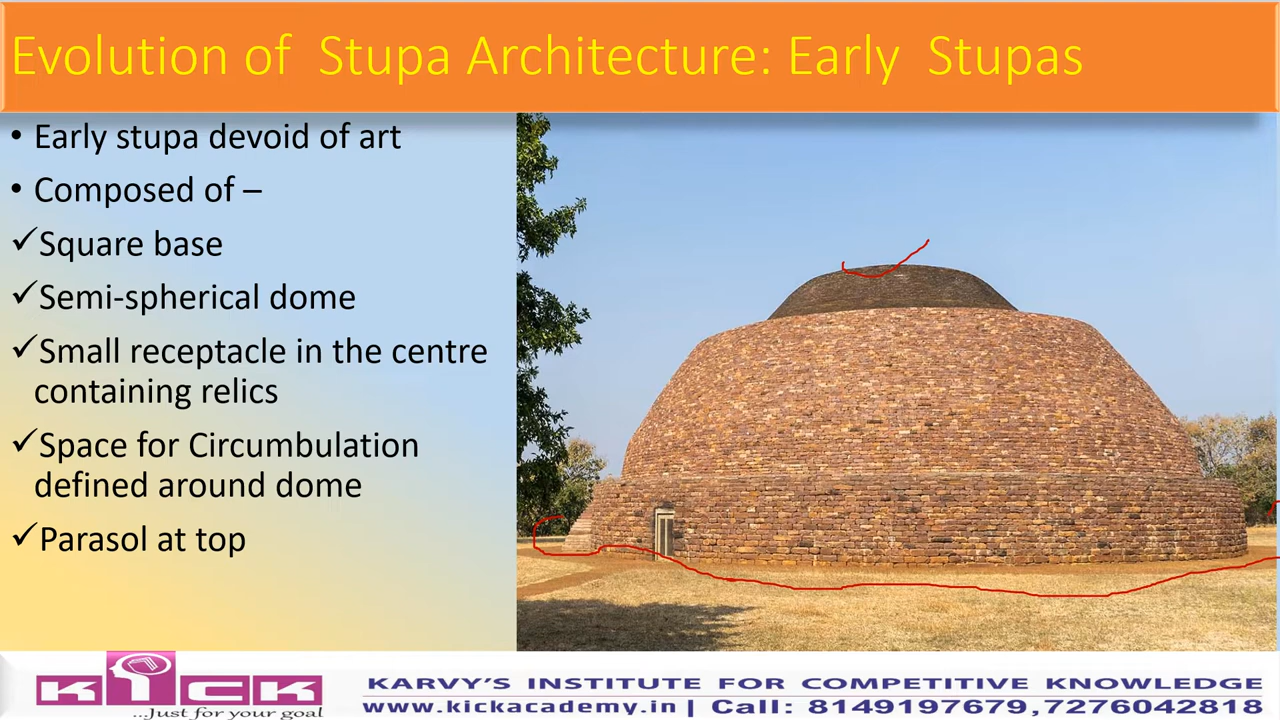 Evolution of  Stupa Architecture: Early  Stupas
• Early stupa devoid of art
• Composed of –
✓Square base
✓Semi-spherical dome
✓Small receptacle in the centre
containing relics
✓Space for Circumbulation
defined around dome
✓Parasol at top
KICK
...Just for your goal
KARVY'S INSTITUTE FOR COMPETITIVE KNOWLEDGE
www.kickacademy.in | Call: 8149197679,7276042818